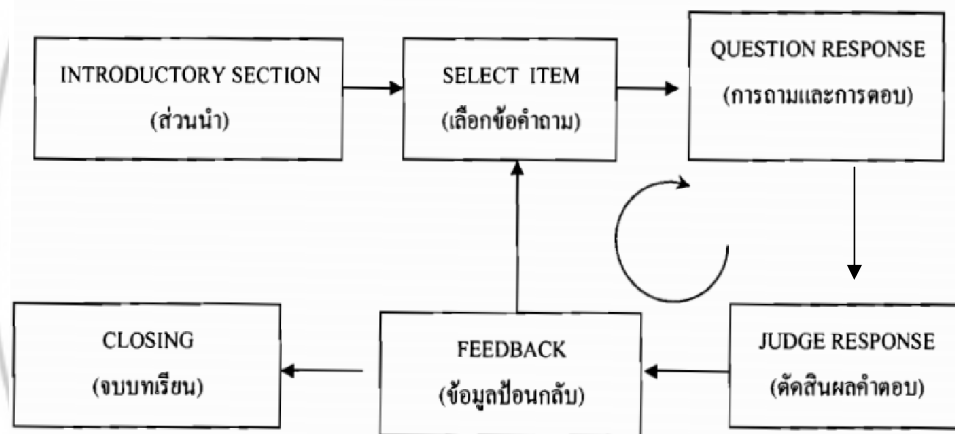 INTRODUCTORY SECTION
(ส่วนนำ)
SELECT ITEM
(เลือกข้อคำถาม)
QUESTION RESPONSE
(การถามและการตอบ)
CLOSING
(จบบทเรียน)
FEEDBACK
(ข้อมูลป้อนกลับ)
JUDGE RESPONSE
(ตัดสินผลคำตอบ)